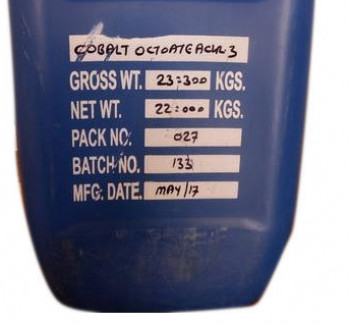 COBALT OCTOATE ACCLR.3
GROSS WT. 23:300 KGS.
NET WT. 22:000 KGS.
PACK NO. 027
BATCH NO. 133
MFG. DATE. MAY/17